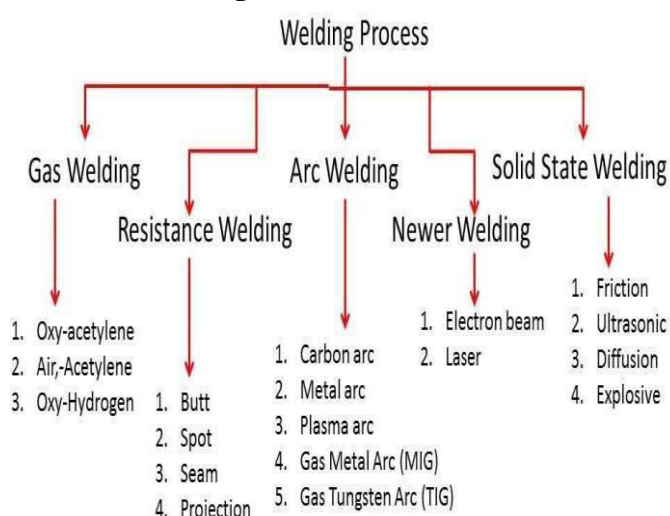 Welding Process
Gas Welding
Resistance Welding
Arc Welding
Newer Welding
Solid State Welding
1. Oxy-acetylene
2. Air,-Acetylene
3. Oxy-Hydrogen
1. Butt
2. Spot
3. Seam
4. Projection
1. Carbon arc
2. Metal arc
3. Plasma arc
4. Gas Metal Arc (MIG)
5. Gas Tungsten Arc (TIG)
1. Electron beam
2. Laser
1. Friction
2. Ultrasonic
3. Diffusion
4. Explosive